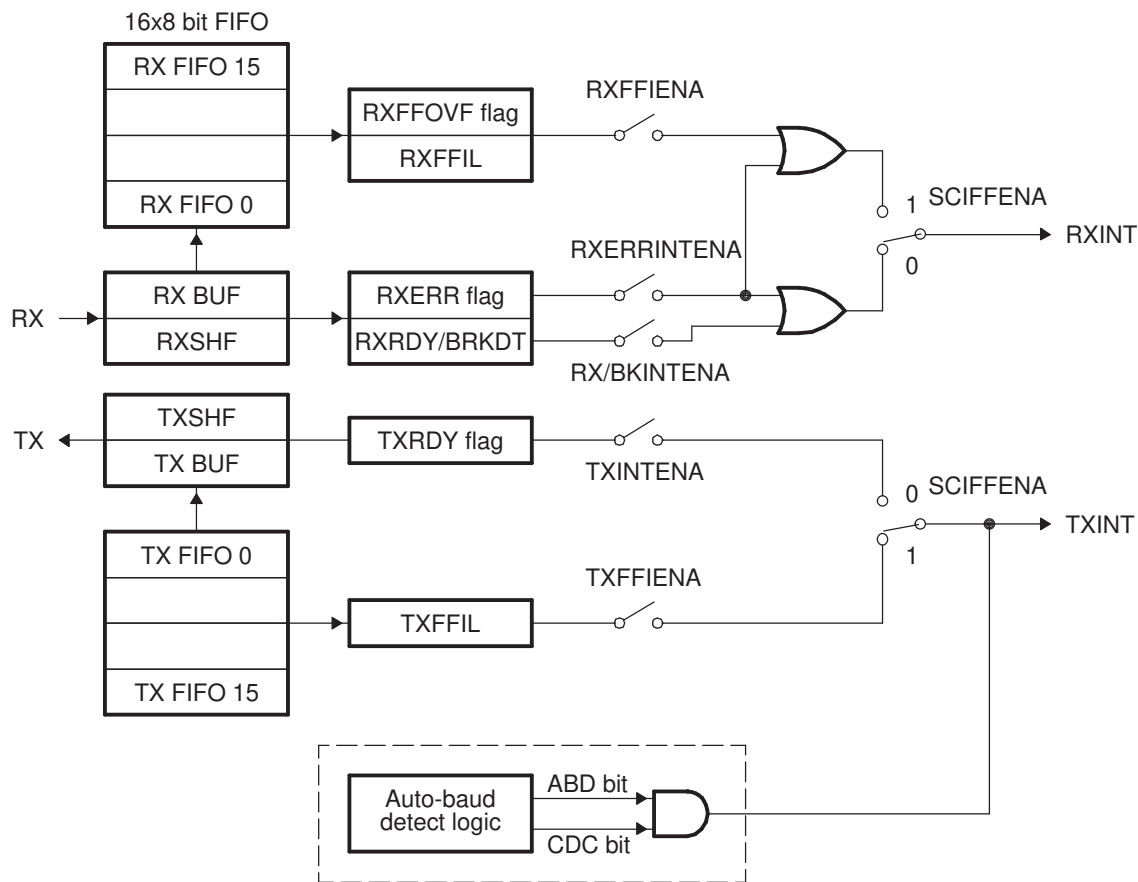 16x8 bit FIFO
RX FIFO 15
RX FIFO 0
RXFFOVF flag
RXFFIL
RXFFIENA
1
SCIFFENA
0
RXINT
RX
RX BUF
RXSHF
RXERR flag
RXRDY/BRKDT
RXERRINTENA
RX/BKINTENA
TX
TXSHF
TX BUF
TXRDY flag
TXINTENA
0
SCIFFENA
1
TXINT
TX FIFO 0
TX FIFO 15
TXFFIL
TXFFIENA
Auto-baud
detect logic
ABD bit
CDC bit